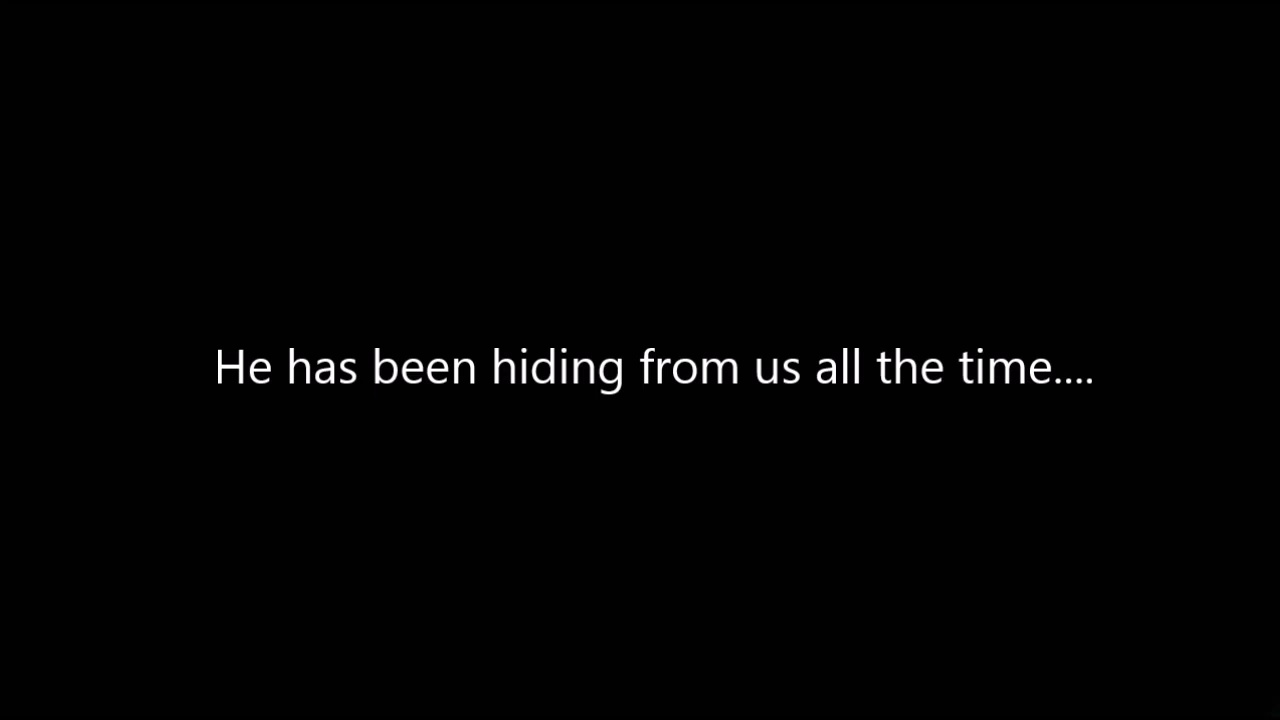 He has been hiding from us all the time....